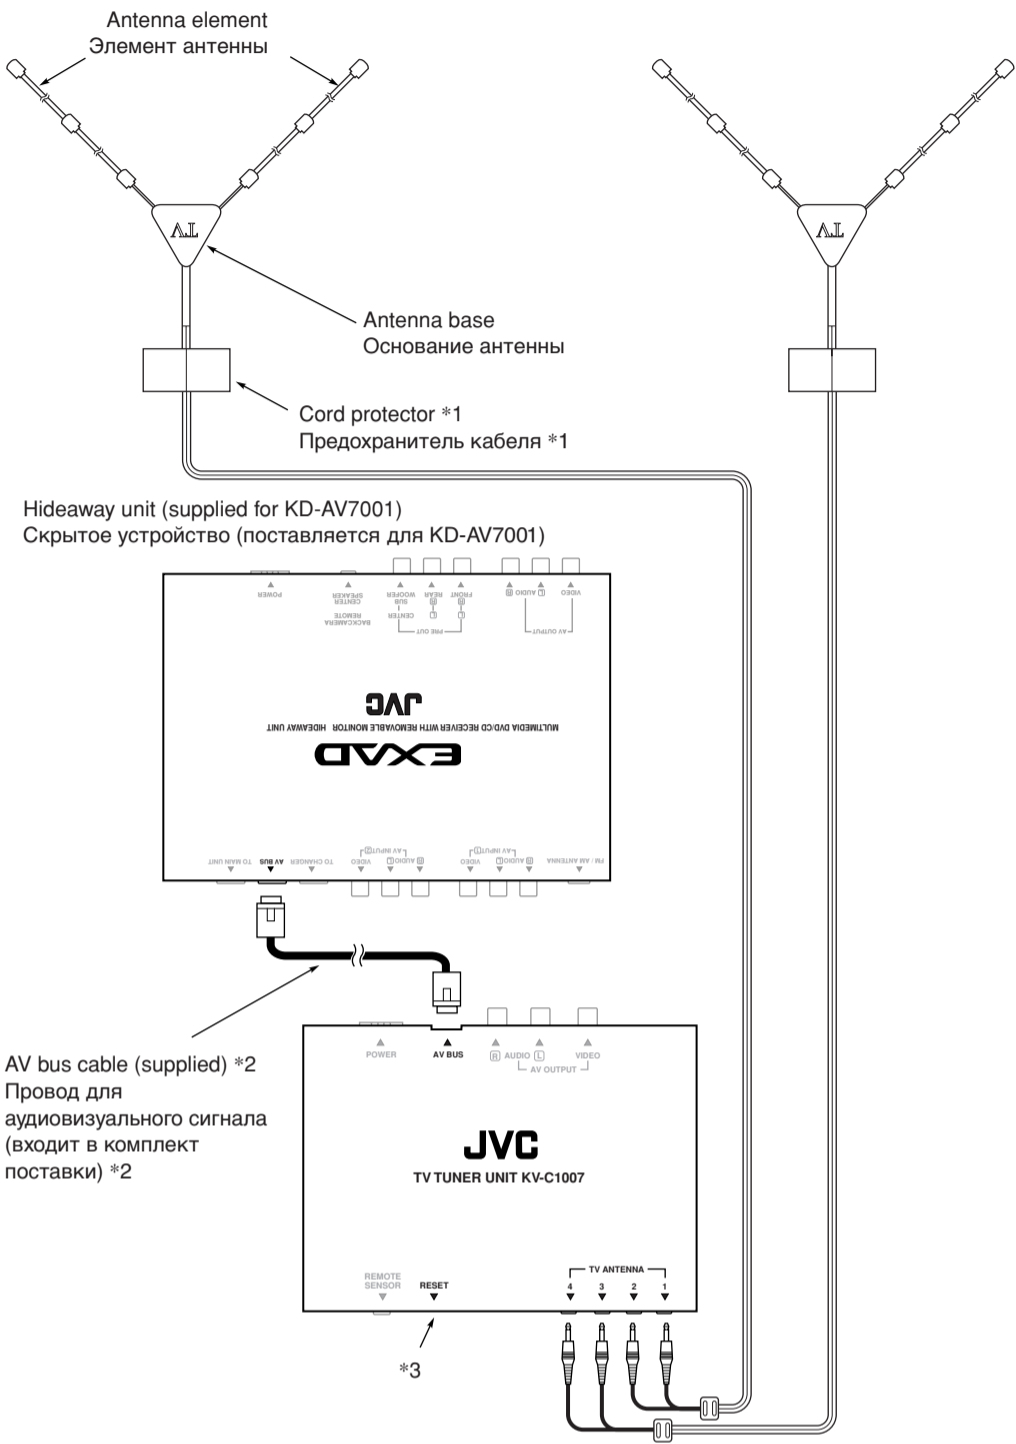 Antenna element
Элемент антенны
TV
TV
Antenna base
Основание антенны
Cord protector *1
Предохранитель кабеля *1
Hideaway unit (supplied for KD-AV7001)
Скрытое устройство (поставляется для KD-AV7001)
POWER
BACKCAMERA
REMOTE
CENTER
SPEAKER
PRE OUT
CENTER
SUB
WOOFER
L
R
REAR
L
R
FRONT
AV OUTPUT
R AUDIO L
VIDEO
JVC
MULTIMEDIA DVD/CD RECEIVER WITH REMOVABLE MONITOR HIDEAWAY UNIT
EXAD
TO MAIN UNIT
AV BUS
TO CHANGER
AV INPUT 2
VIDEO
L AUDIO R
AV INPUT 1
VIDEO
L AUDIO R
FM / AM ANTENNA
AV bus cable (supplied) *2
Провод для
аудиовизуального сигнала
(входит в комплект
поставки) *2
POWER
AV BUS
R AUDIO L
VIDEO
AV OUTPUT
JVC
TV TUNER UNIT KV-C1007
REMOTE
SENSOR
RESET
TV ANTENNA
4 3 2 1
*3